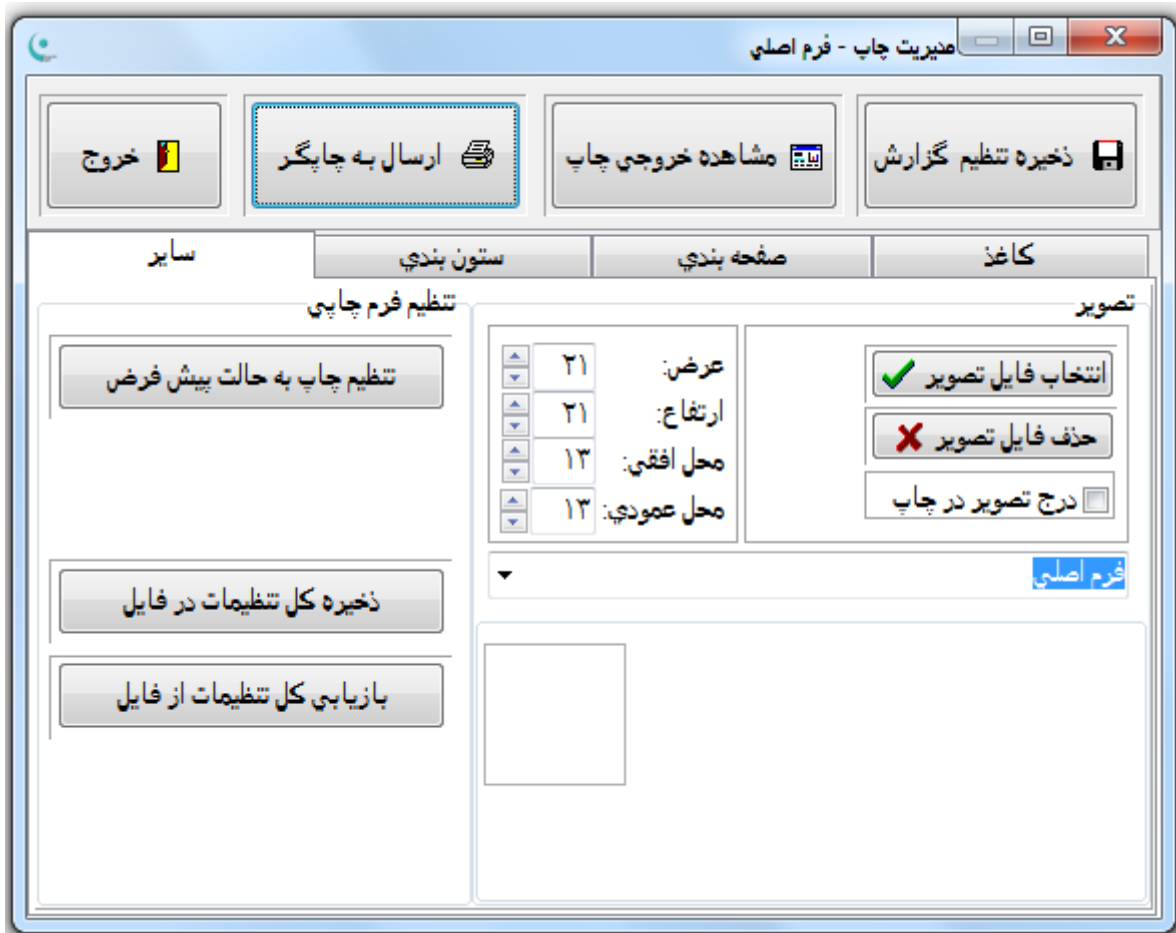 مديريت چاپ - فرم اصلي
ذخيره تنظيم گزارش
مشاهده خروجي چاپ
ارسال به چاپگر
خروج
كاغذ
صفحه بندي
ستون بندي
ساير
تصوير
انتخاب فايل تصوير
حذف فايل تصوير
درج تصوير در چاپ
عرض: ۲۱
ارتفاع: ۲۱
محل افقي: ۱۳
محل عمودي: ۱۳
فرم اصلي
تنظيم فرم چاپي
تنظيم چاپ به حالت پيش فرض
ذخيره كل تنظيمات در فايل
بازيابي كل تنظيمات از فايل